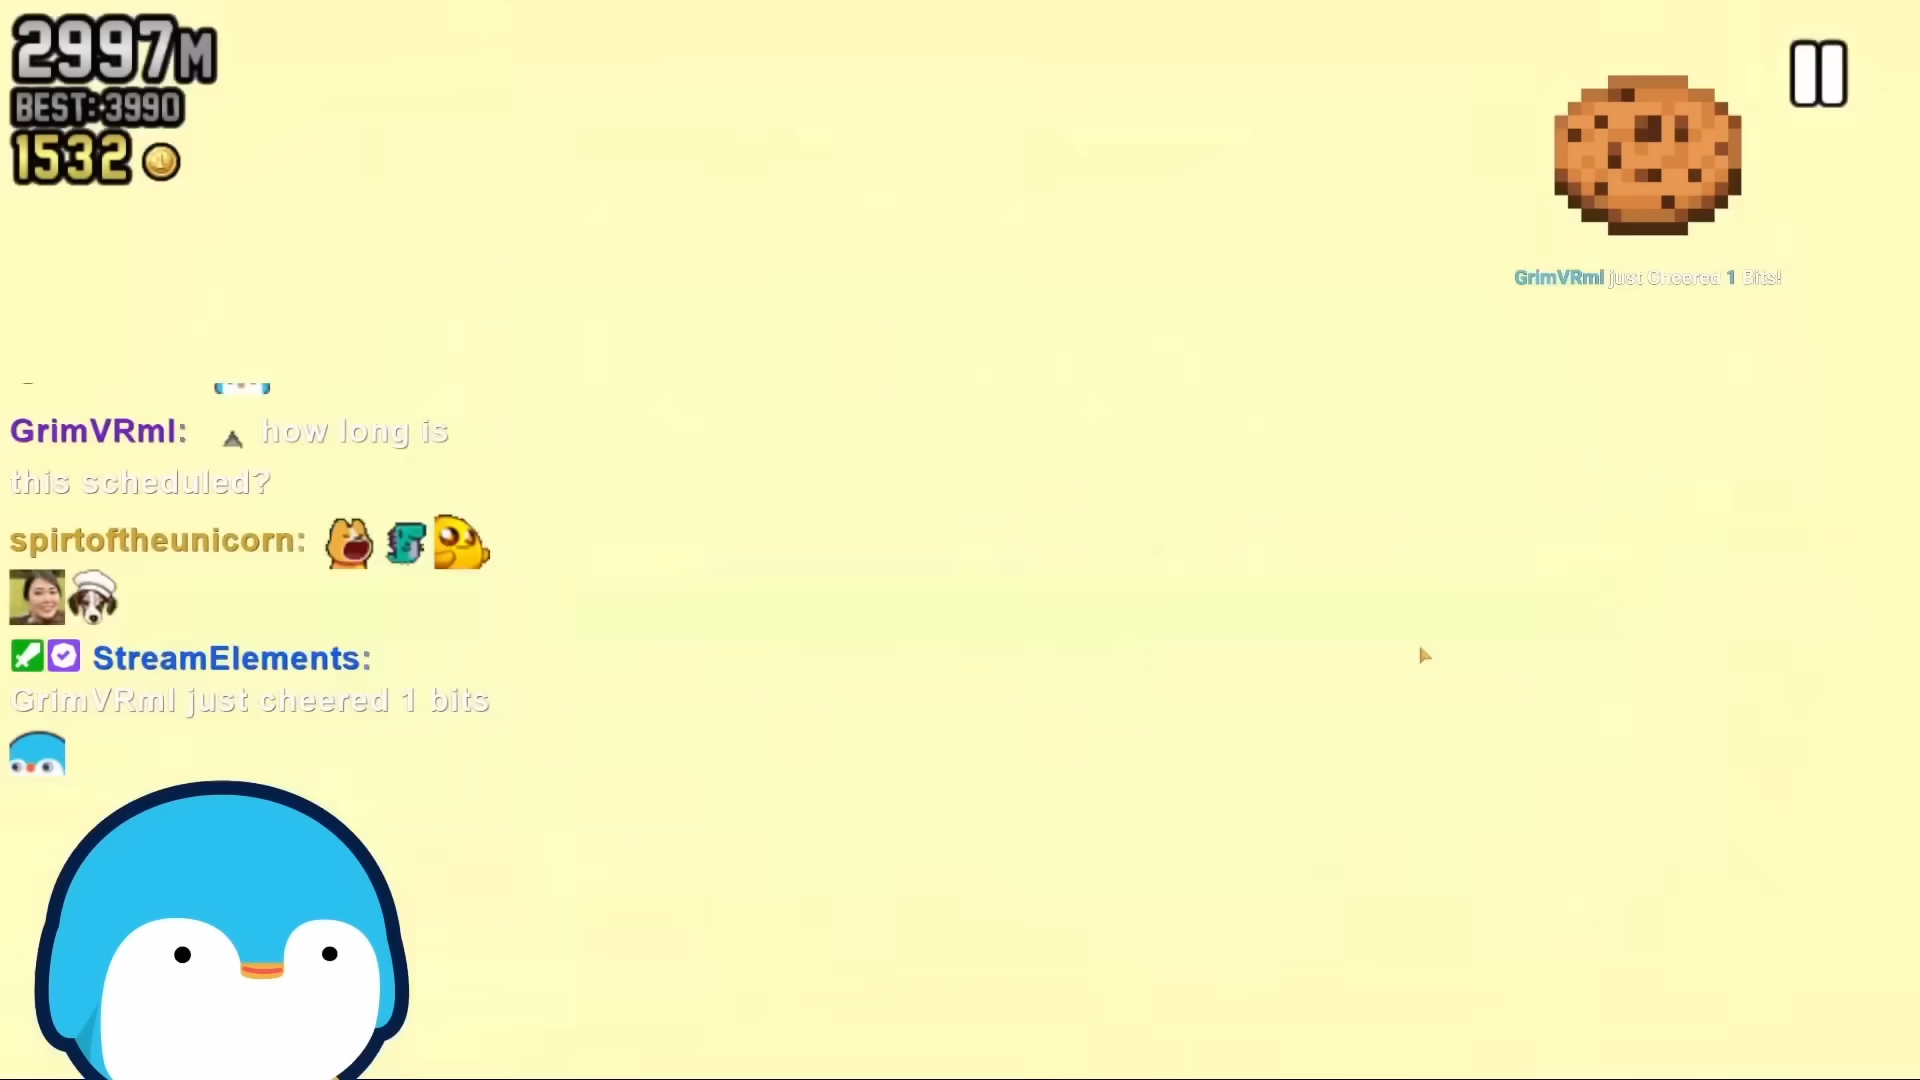 2997M
BEST: 3990
1532
GrimVRml just Cheered 1 Bits!
GrimVRml: how long is
this scheduled?
spirtoftheunicorn:
StreamElements:
GrimVRml just cheered 1 bits